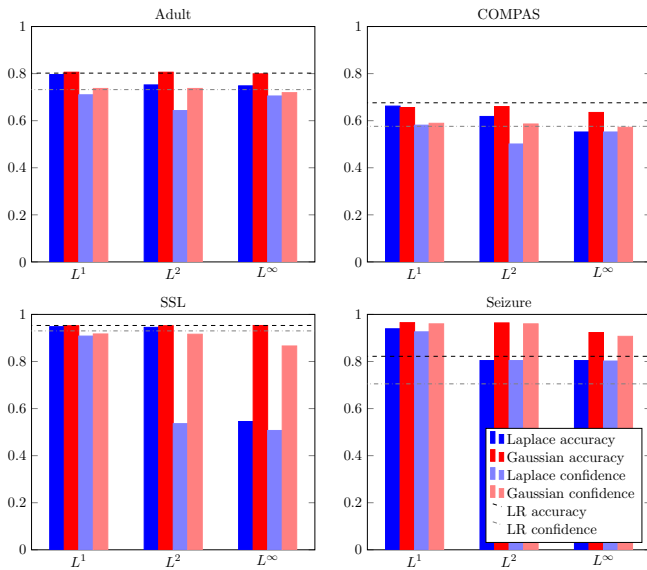 Adult
1
0.8
0.6
0.4
0.2
0
L¹
L²
L∞
COMPAS
1
0.8
0.6
0.4
0.2
0
L¹
L²
L∞
SSL
1
0.8
0.6
0.4
0.2
0
L¹
L²
L∞
Seizure
1
0.8
0.6
0.4
0.2
0
Laplace accuracy
Gaussian accuracy
Laplace confidence
Gaussian confidence
LR accuracy
LR confidence
L¹
L²
L∞